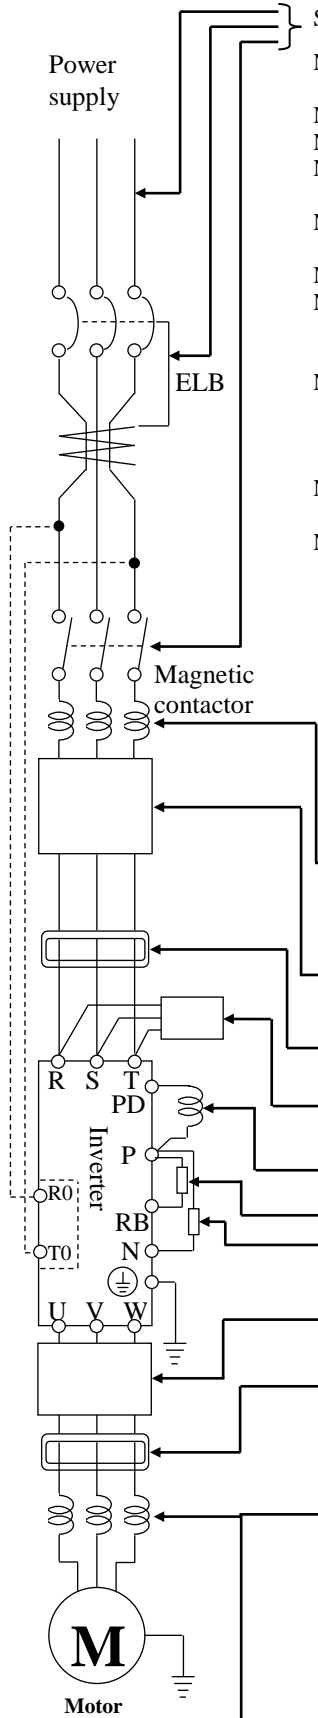 Power
supply
ELB
Magnetic
contactor
R S T
PD
Inverter
P
R0
RB
T0
N
U V W
M
Motor